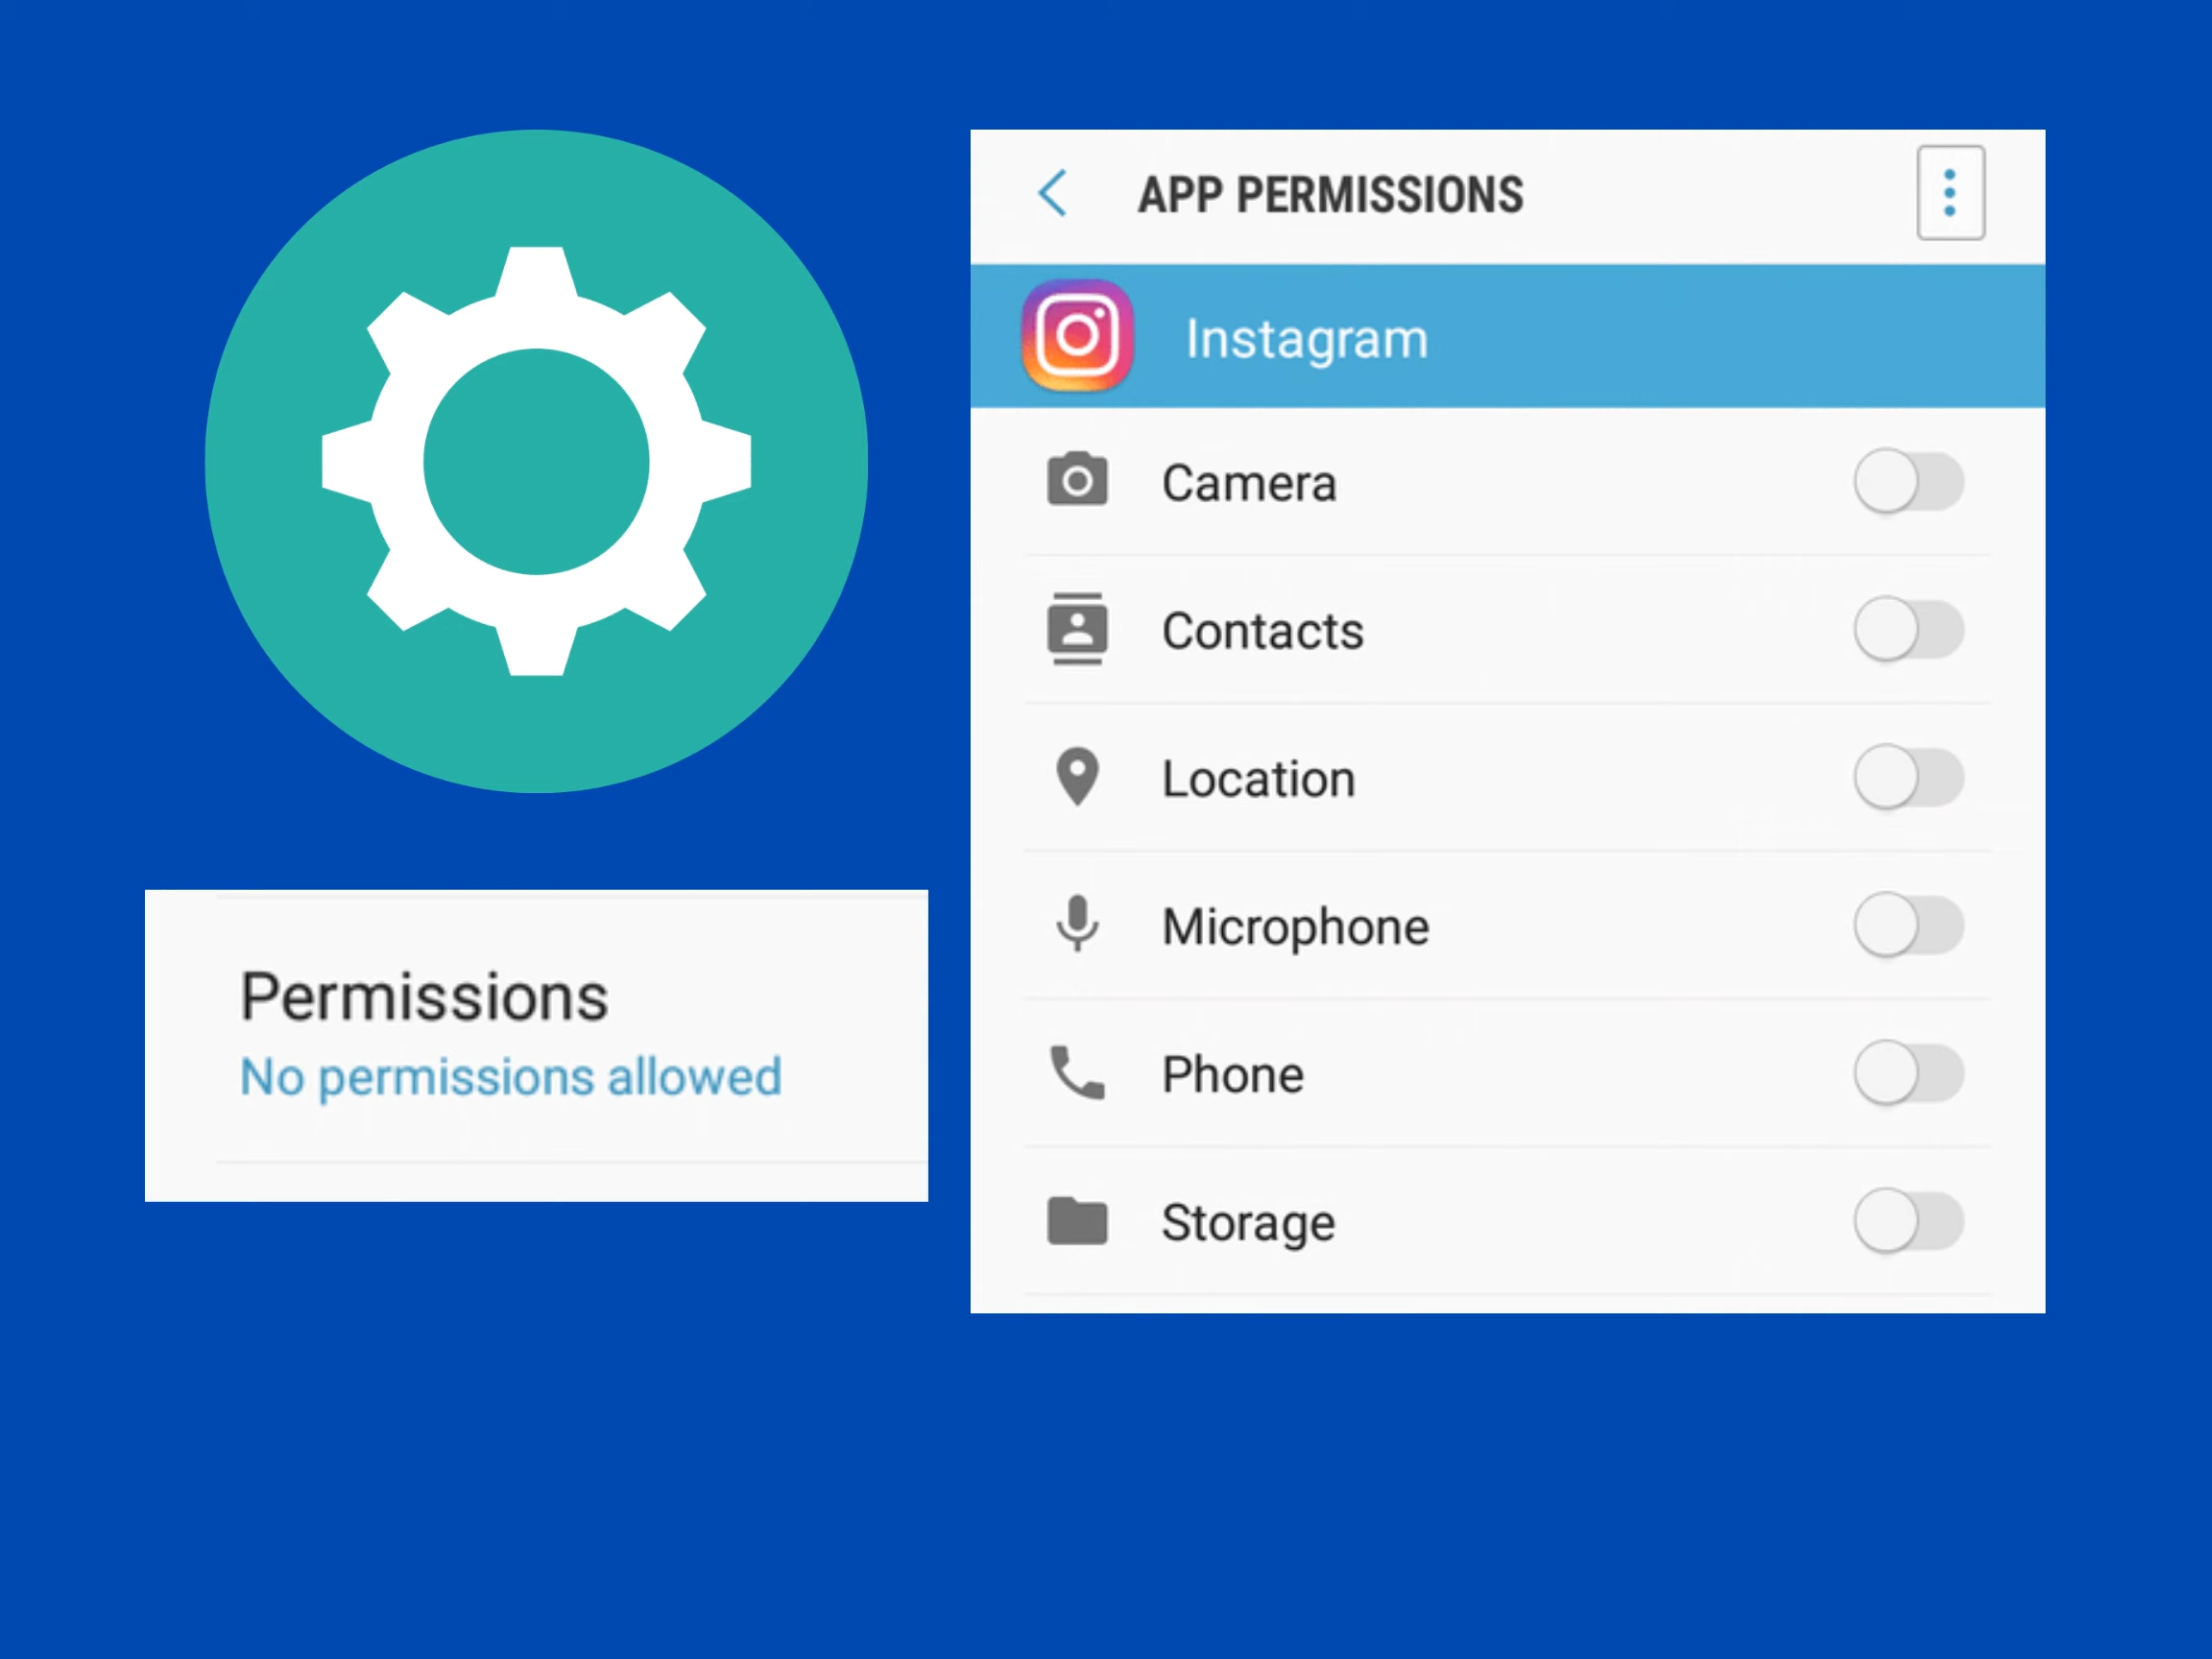 APP PERMISSIONS
Instagram
Camera
Contacts
Location
Microphone
Phone
Storage
Permissions
No permissions allowed